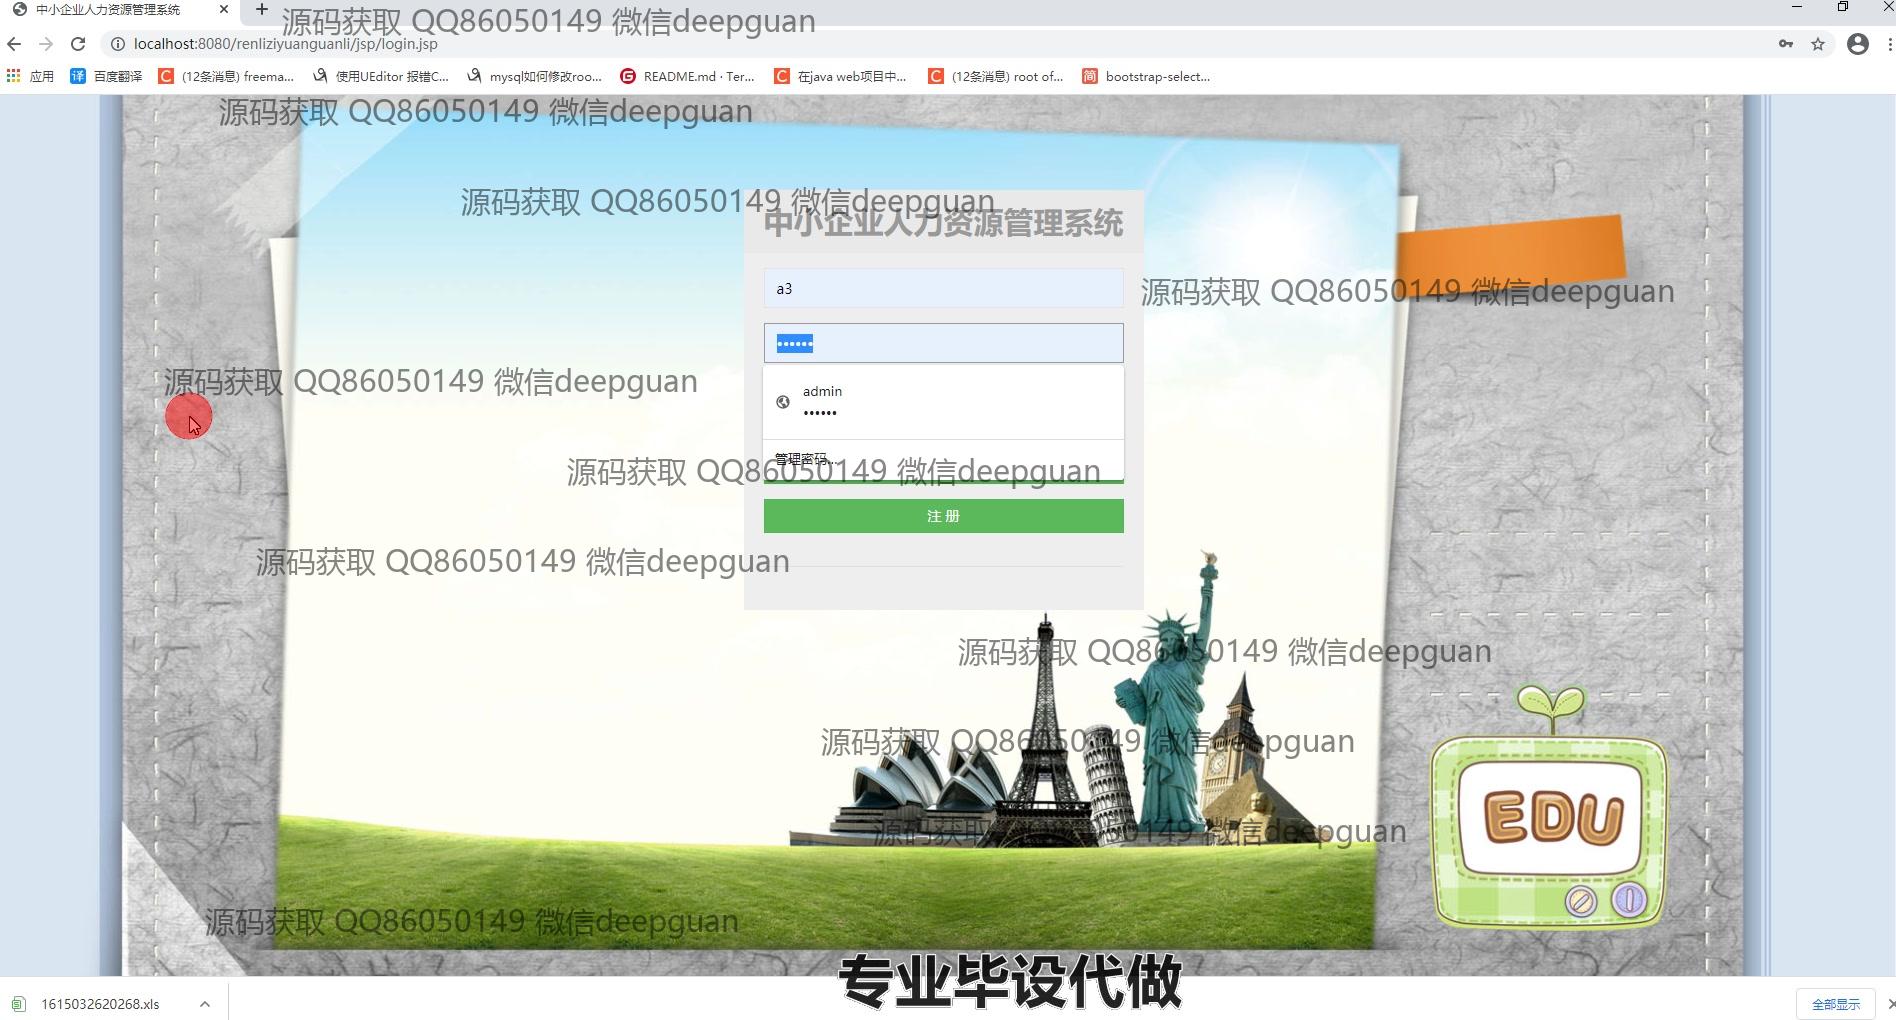 中小企业人力资源管理系统
源码获取 QQ86050149 微信deepguan
localhost:8080/renliziyuanguanli/jsp/login.jsp
应用
译 百度翻译
C (12条消息) freema...
使用UEditor 报错C...
mysql如何修改roo...
G README.md · Ter...
C 在java web项目中...
C (12条消息) root of...
简 bootstrap-select...
源码获取 QQ86050149 微信deepguan
源码获取 QQ86050149 微信deepguan
中小企业人力资源管理系统
a3
源码获取 QQ86050149 微信deepguan
••••••
源码获取 QQ86050149 微信deepguan
admin
••••••
管理密码...
源码获取 QQ86050149 微信deepguan
注 册
源码获取 QQ86050149 微信deepguan
源码获取 QQ86050149 微信deepguan
源码获取 QQ86050149 微信deepguan
源码获取 QQ86050149 微信deepguan
EDU
源码获取 QQ86050149 微信deepguan
专业毕设代做
1615032620268.xls
全部显示